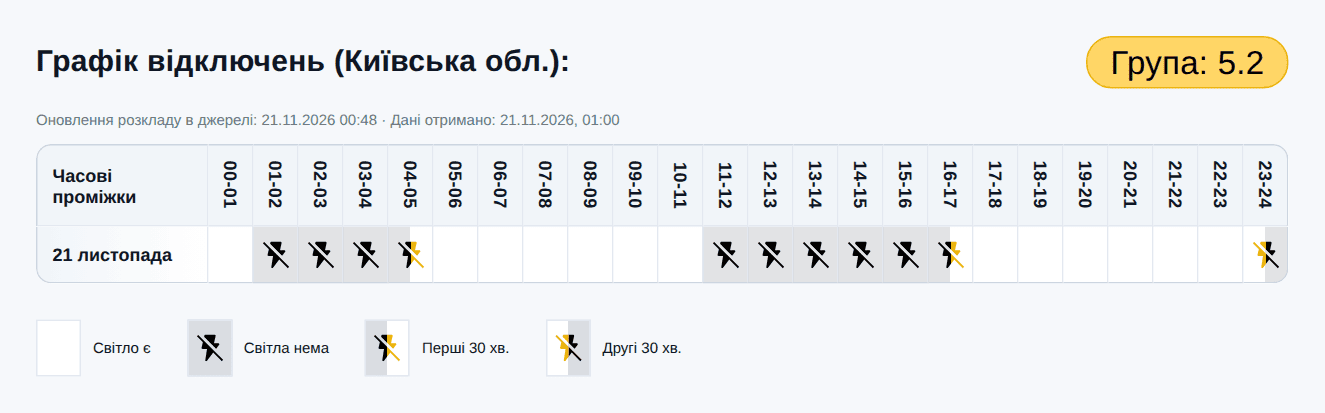 Графік відключень (Київська обл.):
Група: 5.2
Оновлення розкладу в джерелі: 21.11.2026 00:48 · Дані отримано: 21.11.2026, 01:00
Часові
проміжки
00-01
01-02
02-03
03-04
04-05
05-06
06-07
07-08
08-09
09-10
10-11
11-12
12-13
13-14
14-15
15-16
16-17
17-18
18-19
19-20
20-21
21-22
22-23
23-24
21 листопада
Світло є
Світла нема
Перші 30 хв.
Другі 30 хв.